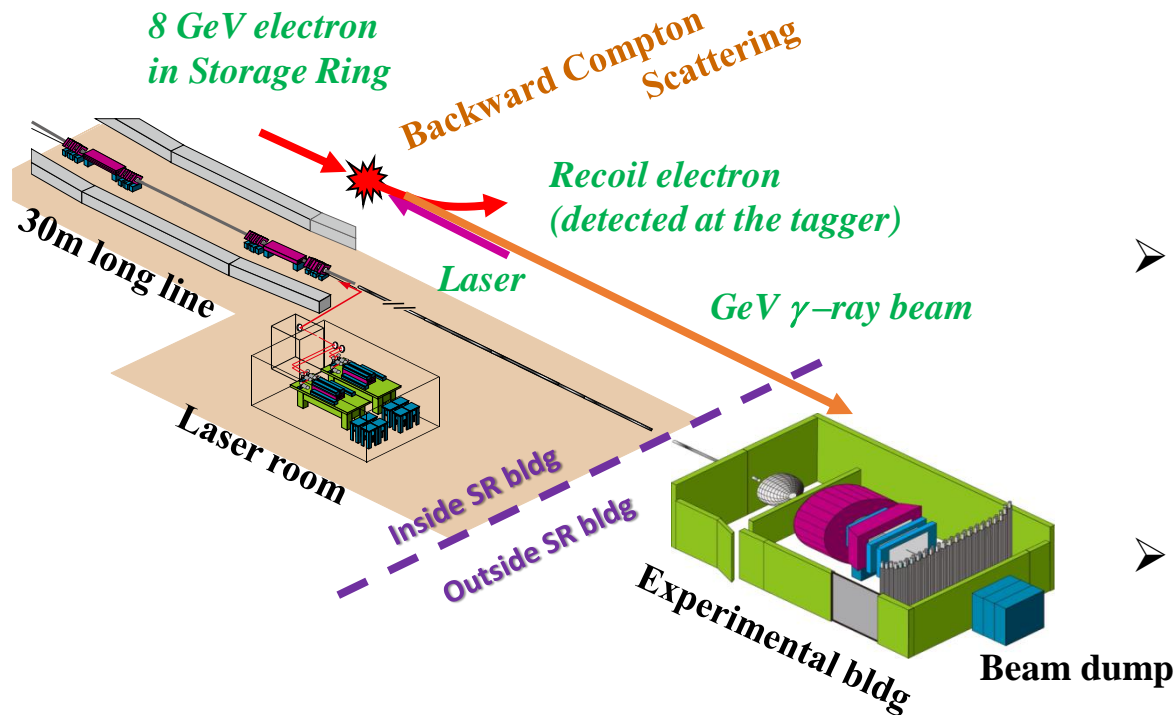 8 GeV electron
in Storage Ring
Backward Compton
Scattering
Recoil electron
(detected at the tagger)
30m long line
Laser
GeV γ–ray beam
Laser room
Inside SR bldg
Outside SR bldg
Experimental bldg
Beam dump